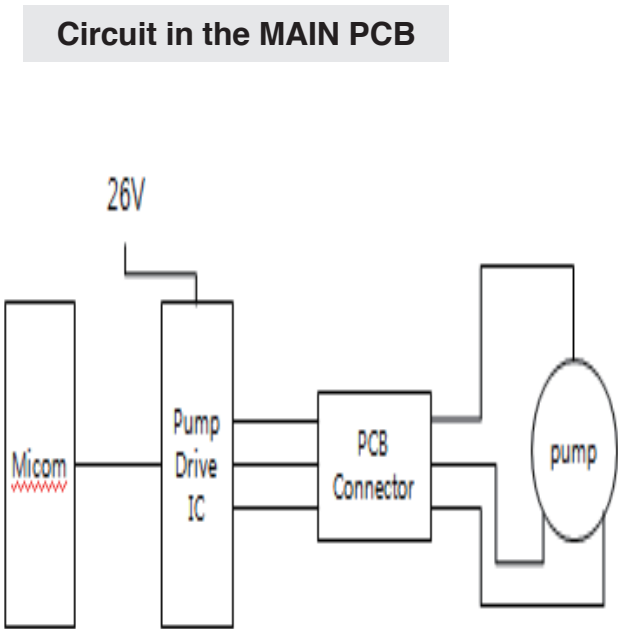 Circuit in the MAIN PCB
26V
Micom
Pump
Drive
IC
PCB
Connector
pump